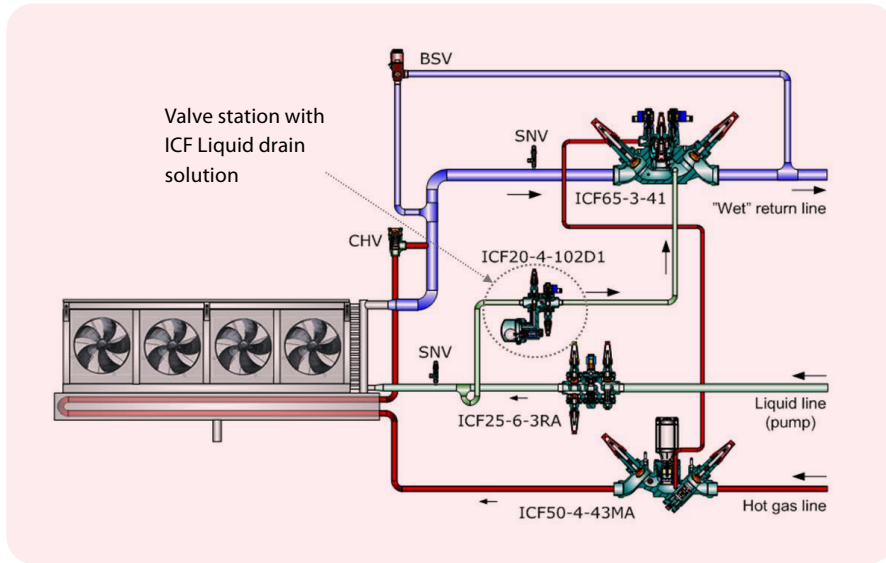 BSV
Valve station with
ICF Liquid drain
solution
SNV
ICF65-3-41
"Wet" return line
CHV
ICF20-4-102D1
SNV
ICF25-6-3RA
Liquid line
(pump)
Hot gas line
ICF50-4-43MA